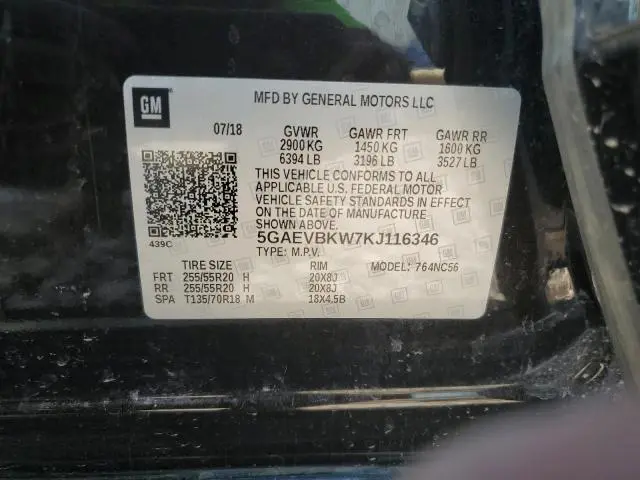 GM
MFD BY GENERAL MOTORS LLC
07/18 GVWR GAWR FRT GAWR RR
2900 KG 1450 KG 1600 KG
6394 LB 3196 LB 3527 LB
THIS VEHICLE CONFORMS TO ALL
APPLICABLE U.S. FEDERAL MOTOR
VEHICLE SAFETY STANDARDS IN EFFECT
ON THE DATE OF MANUFACTURE
SHOWN ABOVE.
5GAEVBKW7KJ116346
439C
TYPE: M.P.V. MODEL: 764NC56
TIRE SIZE RIM
FRT 255/55R20 H 20X8J
RR 255/55R20 H 20X8J
SPA T135/70R18 M 18X4.5B